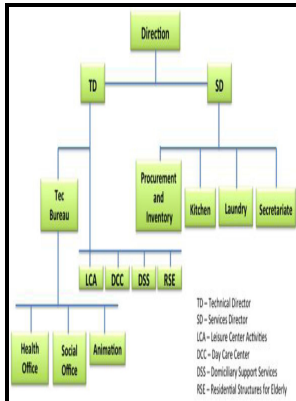 Direction
TD
SD
Tec
Bureau
Procurement
and
Inventory
Kitchen
Laundry
Secretariate
LCA
DCC
DSS
RSE
Health
Office
Social
Office
Animation
TD – Technical Director
SD – Services Director
LCA – Leisure Center Activities
DCC – Day Care Center
DSS – Domiciliary Support Services
RSE – Residential Structures for Elderly